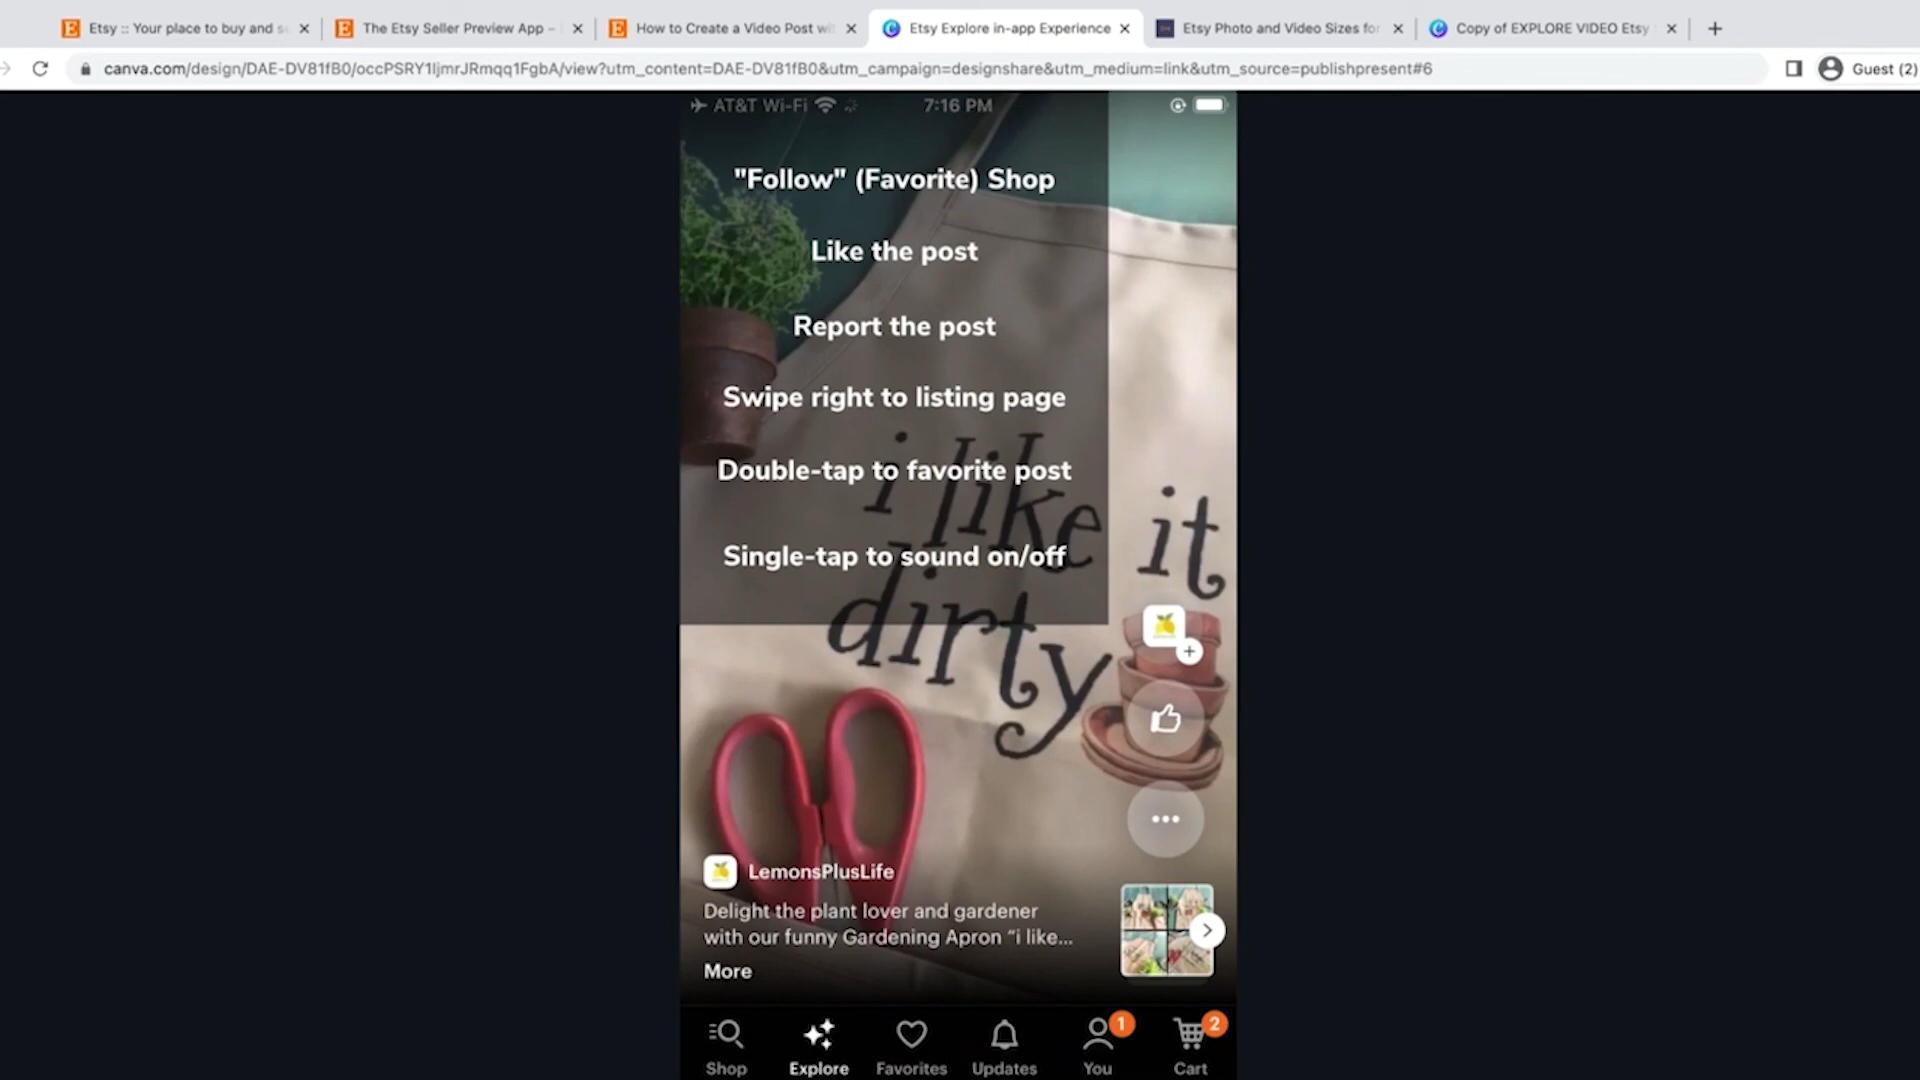 Etsy :: Your place to buy and s
The Etsy Seller Preview App –
How to Create a Video Post wit
Etsy Explore in-app Experience
Etsy Photo and Video Sizes for
Copy of EXPLORE VIDEO Etsy
canva.com/design/DAE-DV81fB0/occPSRY1IjmrJRmqq1FgbA/view?utm_content=DAE-DV81fB0&utm_campaign=designshare&utm_medium=link&utm_source=publishpresent#6
Guest (2)
AT&T Wi-Fi
7:16 PM
"Follow" (Favorite) Shop
Like the post
Report the post
Swipe right to listing page
Double-tap to favorite post
Single-tap to sound on/off
i like it
dirty
LemonsPlusLife
Delight the plant lover and gardener
with our funny Gardening Apron “i like...
More
1
2
Shop
Explore
Favorites
Updates
You
Cart